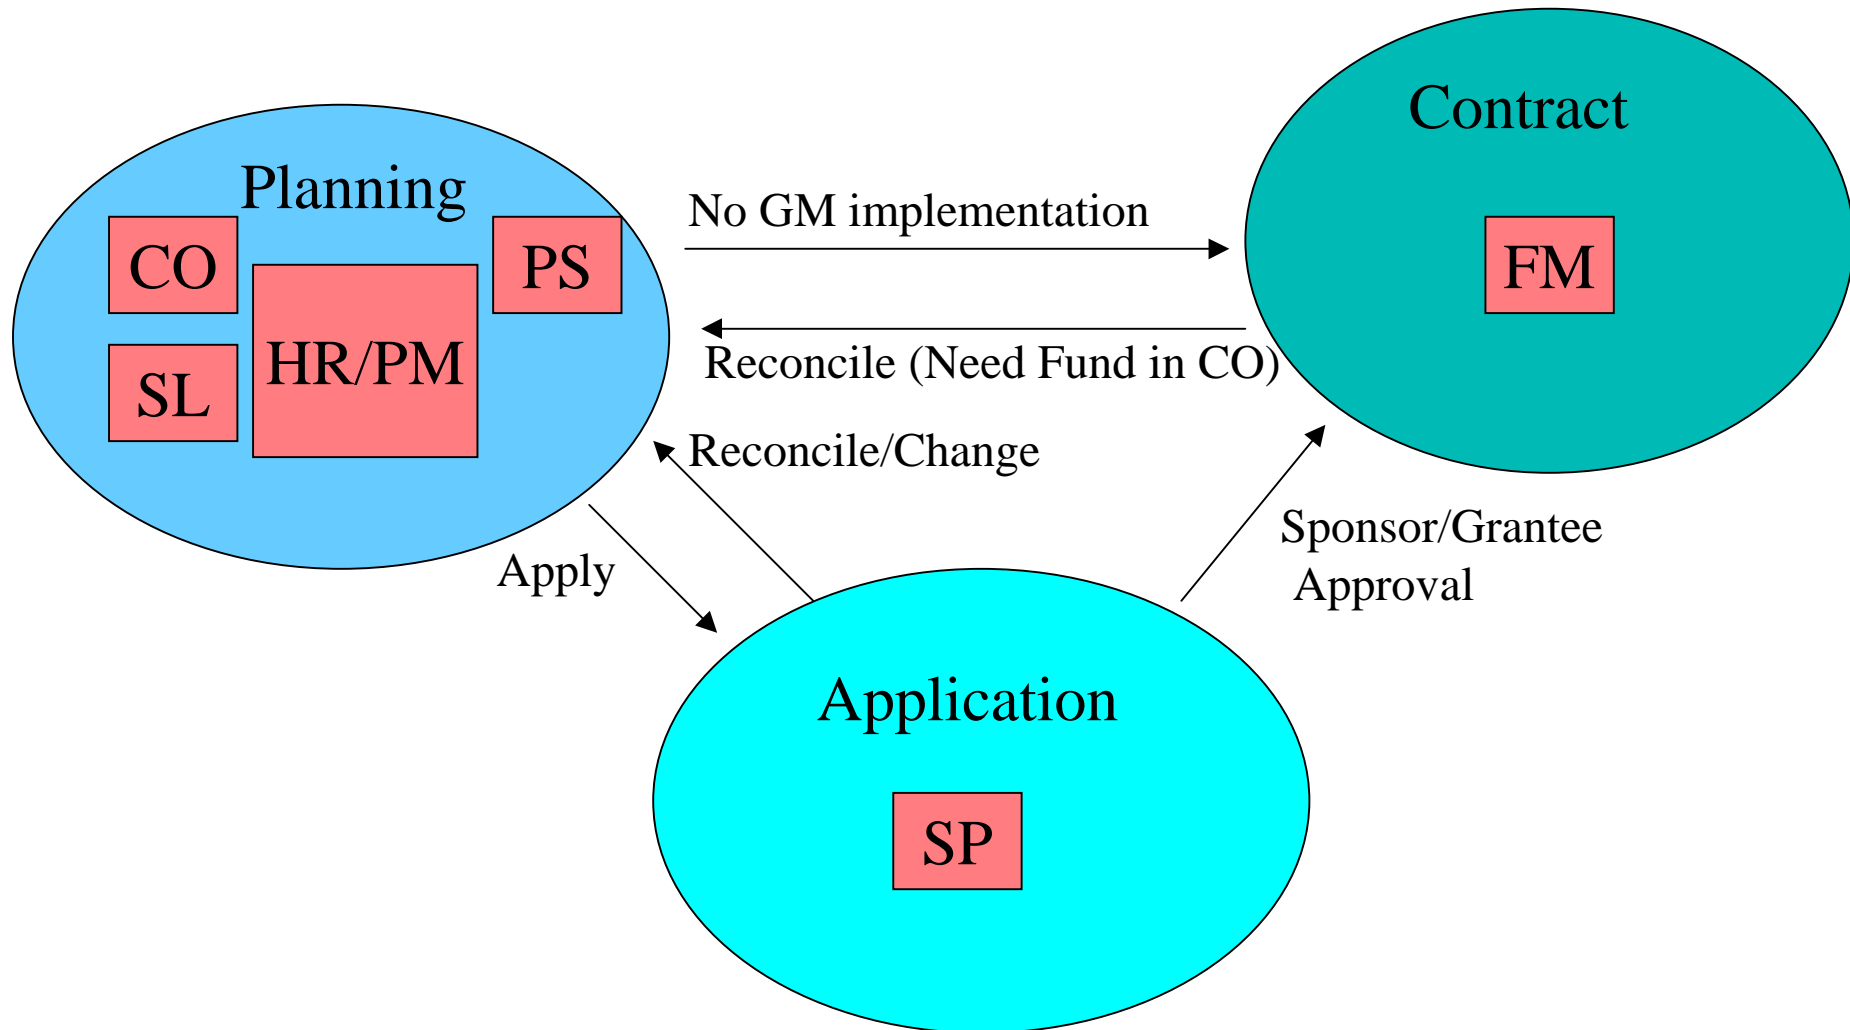 Contract
Planning
No GM implementation
CO
PS
FM
HR/PM
Reconcile (Need Fund in CO)
SL
Reconcile/Change
Sponsor/Grantee
Approval
Apply
Application
SP